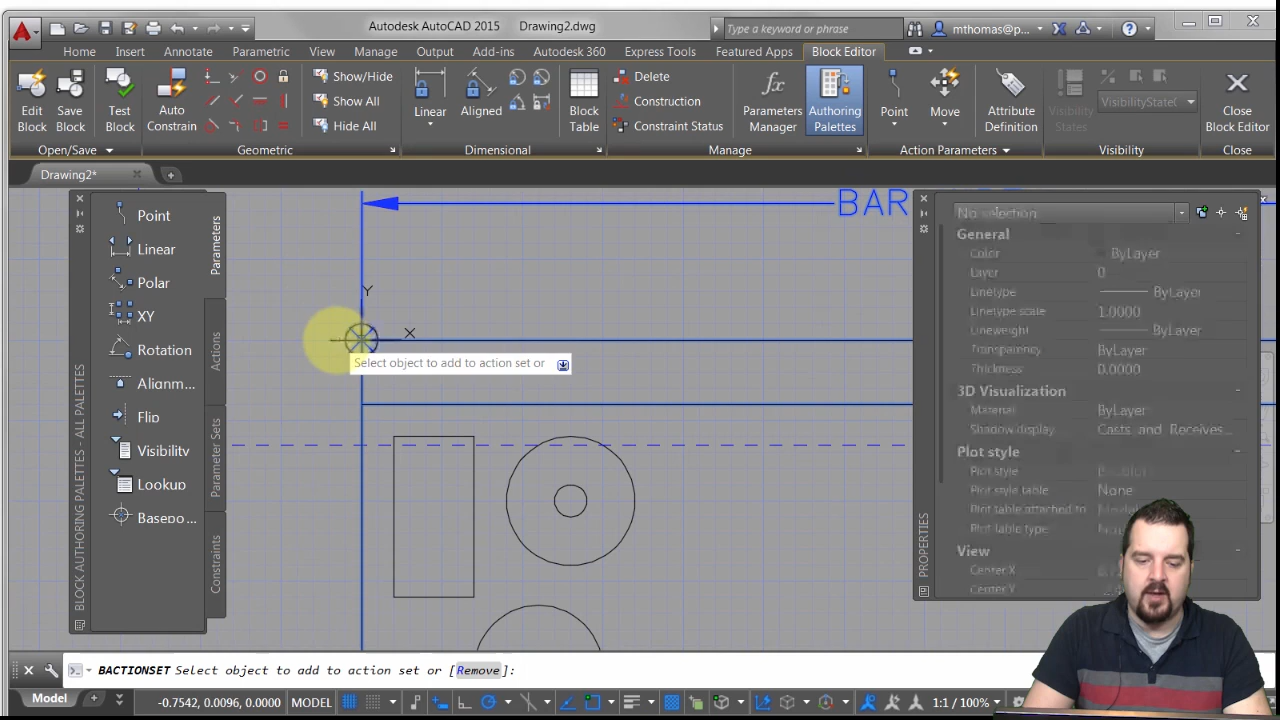 Autodesk AutoCAD 2015 Drawing2.dwg
Type a keyword or phrase
mthomas@p...
Home Insert Annotate Parametric View Manage Output Add-ins Autodesk 360 Express Tools Featured Apps Block Editor
Edit Block
Save Block
Test Block
Auto Constrain
Show/Hide
Show All
Hide All
Linear
Aligned
Block Table
Delete
Construction
Constraint Status
Parameters Manager
Authoring Palettes
Point
Move
Attribute Definition
Visibility States
VisibilityState0
Close Block Editor
Open/Save
Geometric
Dimensional
Manage
Action Parameters
Visibility
Close
Drawing2*
BLOCK AUTHORING PALETTES - ALL PALETTES
Point
Linear
Polar
XY
Rotation
Alignm...
Flip
Visibility
Lookup
Basepo ...
Parameters
Actions
Parameter Sets
Constraints
BAR
Y
X
Select object to add to action set or
PROPERTIES
No selection
General
Color ByLayer
Layer 0
Linetype ByLayer
Linetype scale 1.0000
Lineweight ByLayer
Transparency ByLayer
Thickness 0.0000
3D Visualization
Material ByLayer
Shadow display Casts and Receives...
Plot style
Plot style
Plot style table None
Plot table attached to
Plot table type
View
Center X
Center Y
BACTIONSET Select object to add to action set or [Remove]:
Model
-0.7542, 0.0096, 0.0000 MODEL
1:1 / 100%